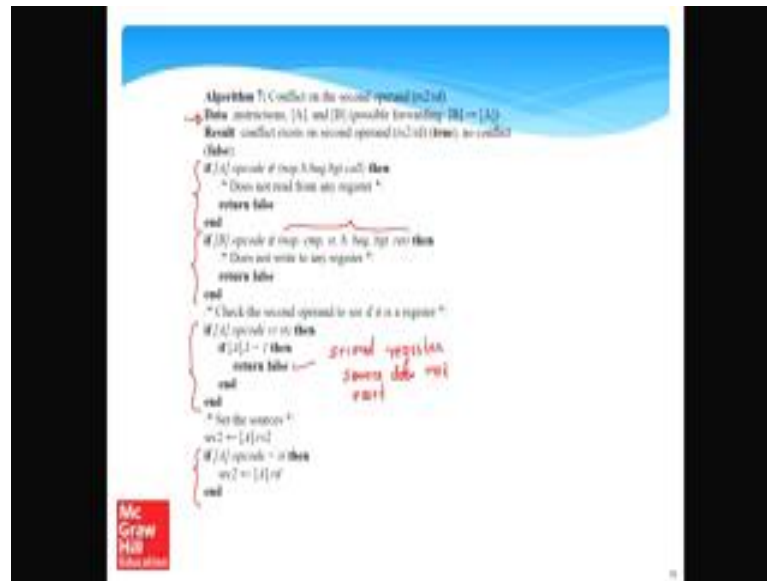 Algorithm 7: Conflict on the second operand (rs2/rd)
Data instructions, [A] and [B] (possible forwarding [B] → [A])
Result conflict exists on second operand (rs2/rd) (true), no conflict
(false)
if [A].opcode ∈ (nop,b,beq,bgt,call) then
* Does not read from any register *
return false
end
if [B].opcode ∈ (nop, cmp, st, b, beq, bgt, ret) then
* Does not write to any register *
return false
end
* Check the second operand to see if it is a register *
if [A].opcode then
if [A].I = 1 then
return false
end
end
second register
source does not
exist
* Set the sources *
src2 ← [A].rs2
if [A].opcode = st then
src2 ← [A].rd
end
Mc
Graw
Hill
Education